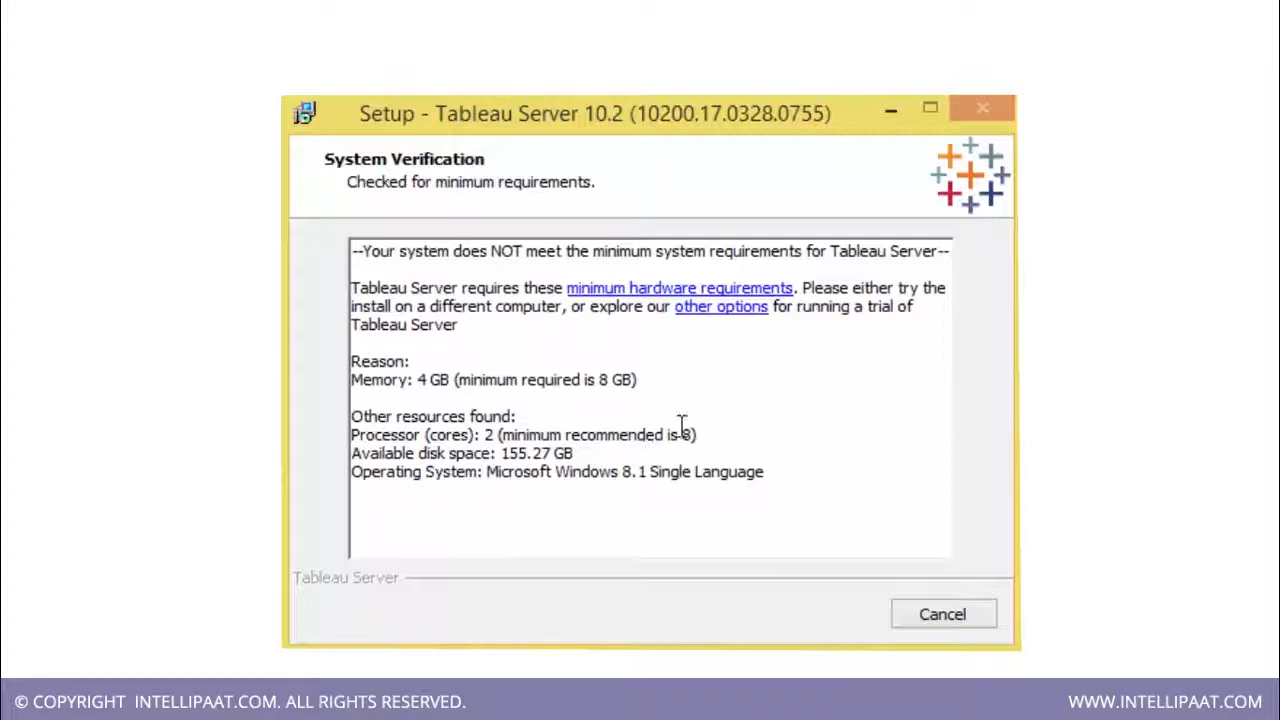 Setup - Tableau Server 10.2 (10200.17.0328.0755)
System Verification
Checked for minimum requirements.
--Your system does NOT meet the minimum system requirements for Tableau Server--
Tableau Server requires these minimum hardware requirements. Please either try the
install on a different computer, or explore our other options for running a trial of
Tableau Server
Reason:
Memory: 4 GB (minimum required is 8 GB)
Other resources found:
Processor (cores): 2 (minimum recommended is 8)
Available disk space: 155.27 GB
Operating System: Microsoft Windows 8.1 Single Language
Tableau Server
Cancel
© COPYRIGHT INTELLIPAAT.COM. ALL RIGHTS RESERVED.
WWW.INTELLIPAAT.COM